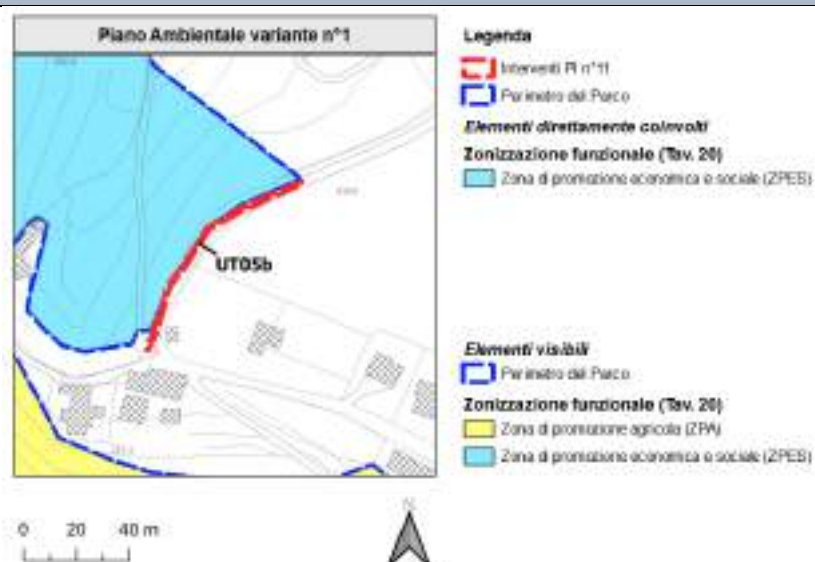 Piano Ambientale variante n°1
UT05b
0 20 40 m
N
Legenda
Interventi PI n°11
Perimetro del Parco
Elementi direttamente coinvolti
Zonizzazione funzionale (Tav. 20)
Zona di promozione economica e sociale (ZPES)
Elementi visibili
Perimetro del Parco
Zonizzazione funzionale (Tav. 20)
Zona di promozione agricola (ZPA)
Zona di promozione economica e sociale (ZPES)